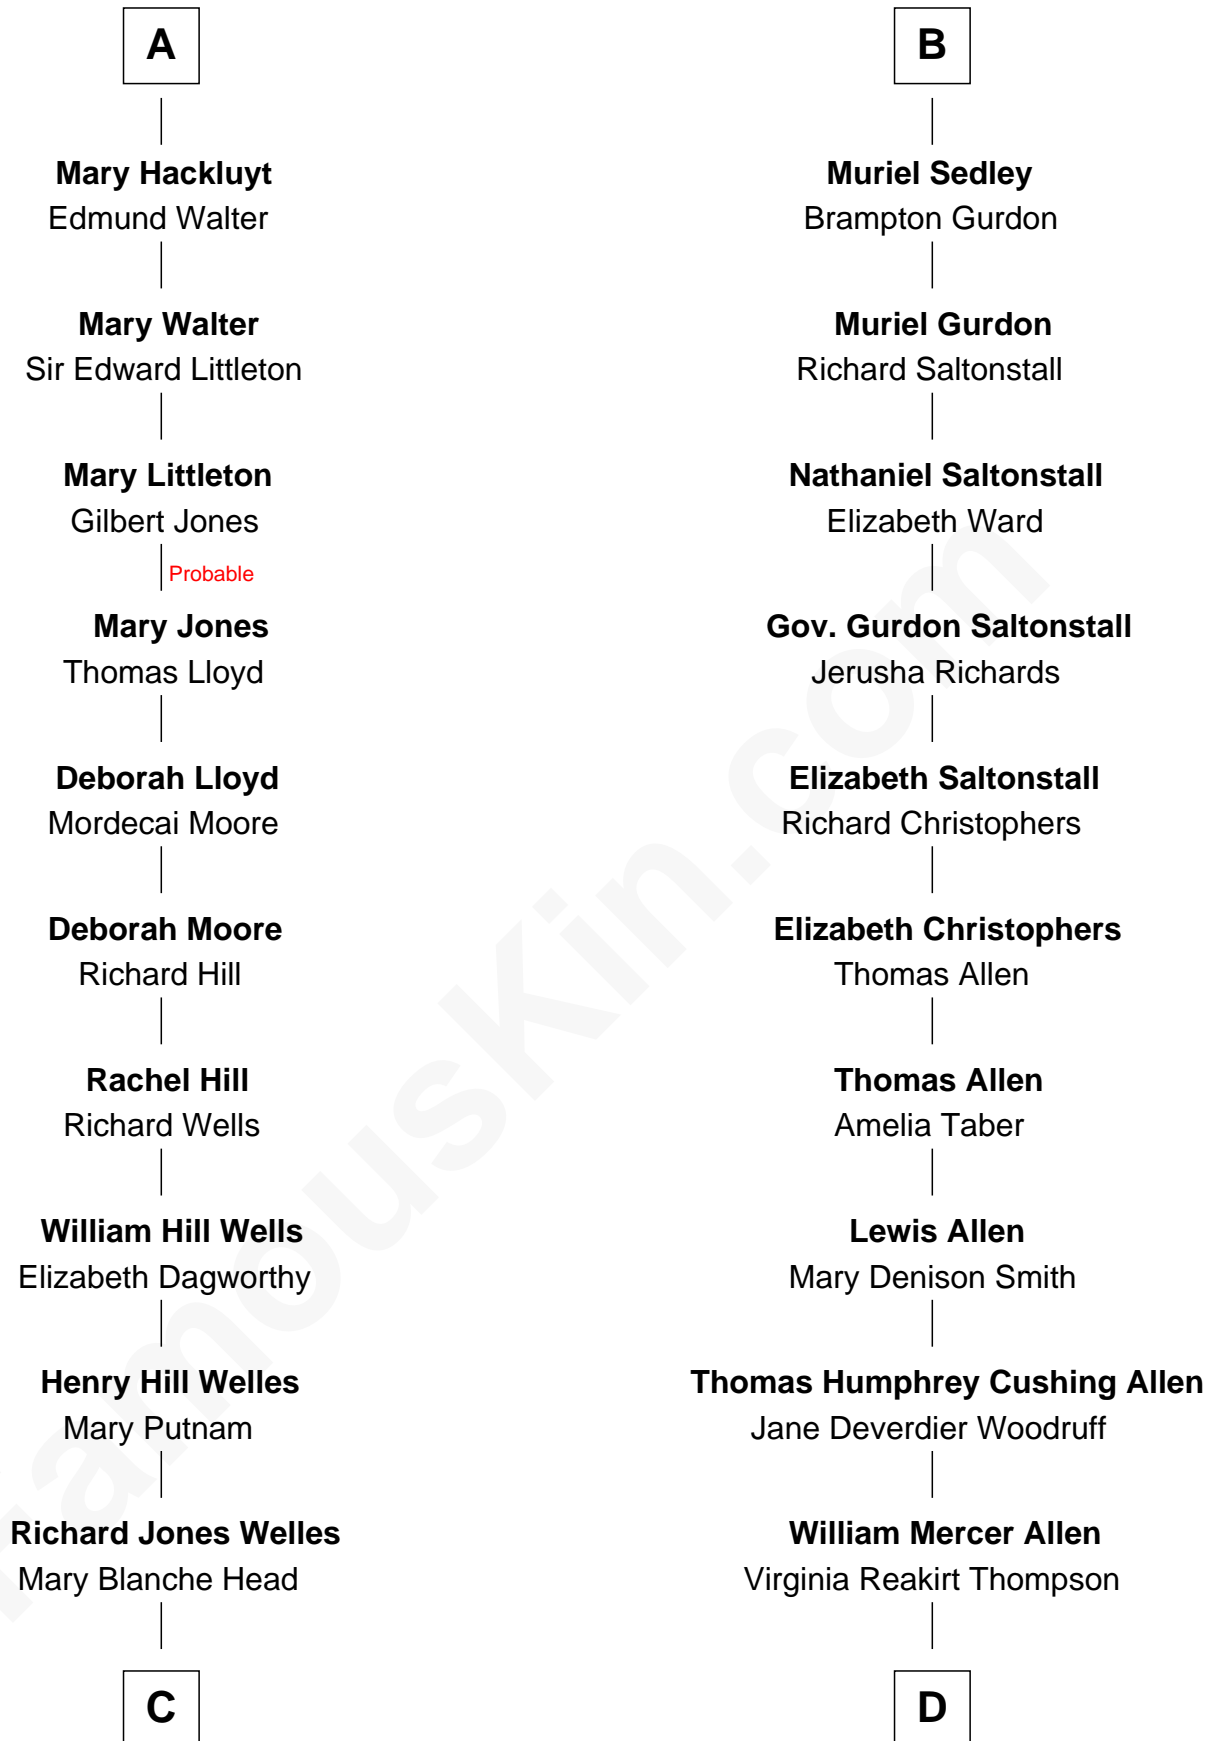 A
Mary Hackluyt
Edmund Walter
Mary Walter
Sir Edward Littleton
Mary Littleton
Gilbert Jones
Probable
Mary Jones
Thomas Lloyd
Deborah Lloyd
Mordecai Moore
Deborah Moore
Richard Hill
Rachel Hill
Richard Wells
William Hill Wells
Elizabeth Dagworthy
Henry Hill Welles
Mary Putnam
Richard Jones Welles
Mary Blanche Head
C
B
Muriel Sedley
Brampton Gurdon
Muriel Gurdon
Richard Saltonstall
Nathaniel Saltonstall
Elizabeth Ward
Gov. Gurdon Saltonstall
Jerusha Richards
Elizabeth Saltonstall
Richard Christophers
Elizabeth Christophers
Thomas Allen
Thomas Allen
Amelia Taber
Lewis Allen
Mary Denison Smith
Thomas Humphrey Cushing Allen
Jane Deverdier Woodruff
William Mercer Allen
Virginia Reakirt Thompson
D
FamousKin.com